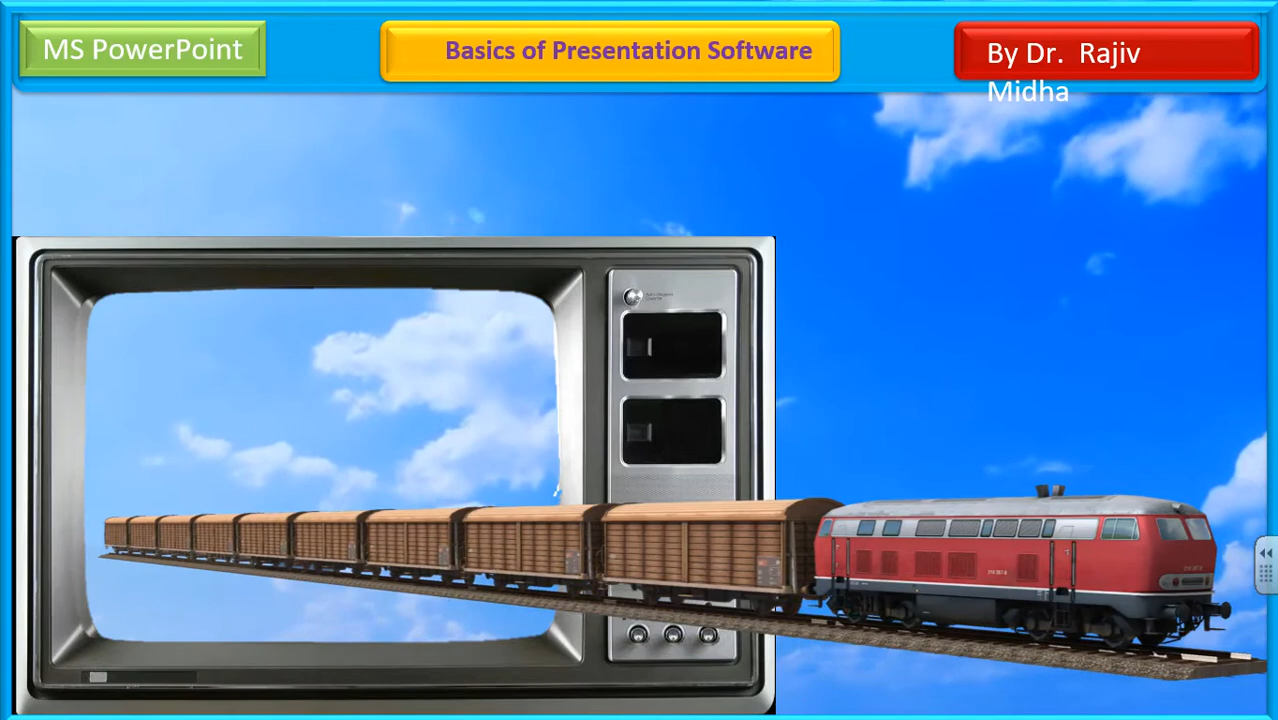 MS PowerPoint
Basics of Presentation Software
By Dr. Rajiv
Midha